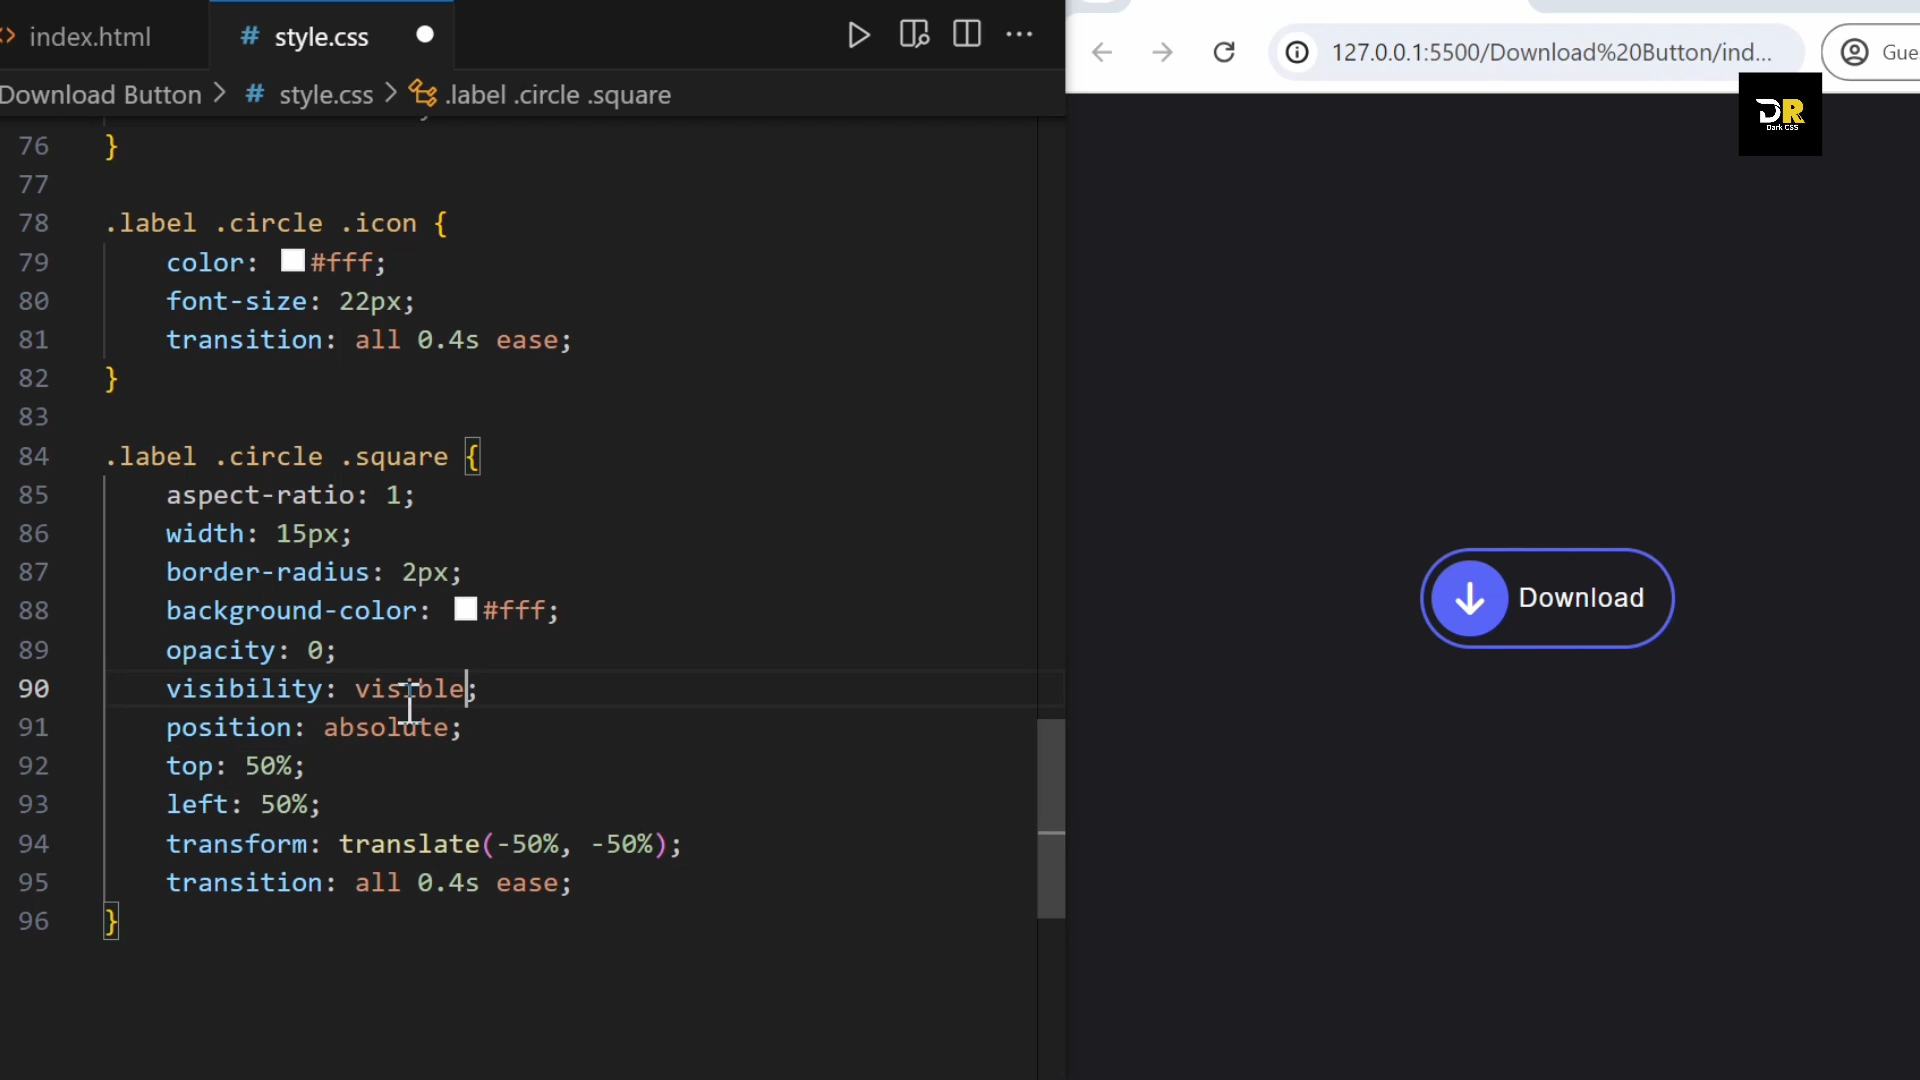 index.html
# style.css
Download Button > # style.css > .label .circle .square
76 }
77
78 .label .circle .icon {
79 color: #fff;
80 font-size: 22px;
81 transition: all 0.4s ease;
82 }
83
84 .label .circle .square {
85 aspect-ratio: 1;
86 width: 15px;
87 border-radius: 2px;
88 background-color: #fff;
89 opacity: 0;
90 visibility: visible;
91 position: absolute;
92 top: 50%;
93 left: 50%;
94 transform: translate(-50%, -50%);
95 transition: all 0.4s ease;
96 }
127.0.0.1:5500/Download%20Button/ind...
Gue
DR
Dark CSS
Download